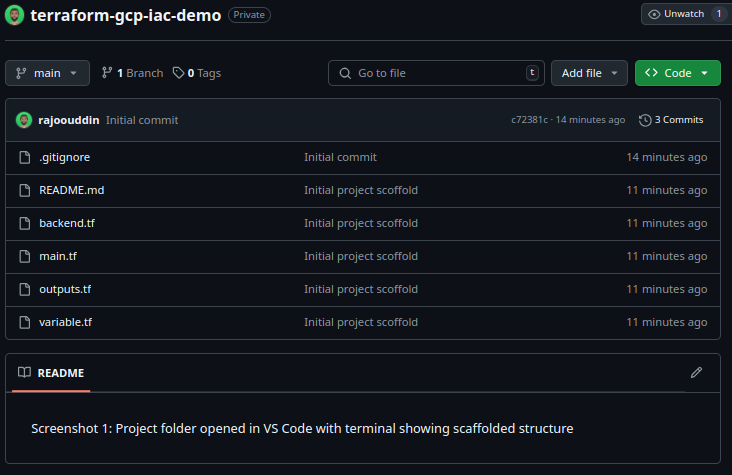 terraform-gcp-iac-demo Private Unwatch 1
main 1 Branch 0 Tags Go to file t Add file Code
rajoouddin Initial commit c72381c · 14 minutes ago 3 Commits
.gitignore Initial commit 14 minutes ago
README.md Initial project scoffold 11 minutes ago
backend.tf Initial project scoffold 11 minutes ago
main.tf Initial project scoffold 11 minutes ago
outputs.tf Initial project scoffold 11 minutes ago
variable.tf Initial project scoffold 11 minutes ago
README
Screenshot 1: Project folder opened in VS Code with terminal showing scaffolded structure